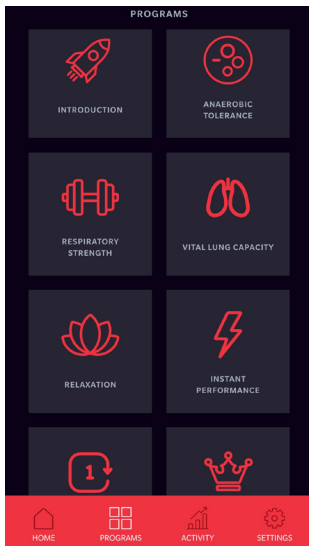 PROGRAMS
INTRODUCTION
ANAEROBIC
TOLERANCE
RESPIRATORY
STRENGTH
VITAL LUNG CAPACITY
RELAXATION
INSTANT
PERFORMANCE
1
HOME
PROGRAMS
ACTIVITY
SETTINGS